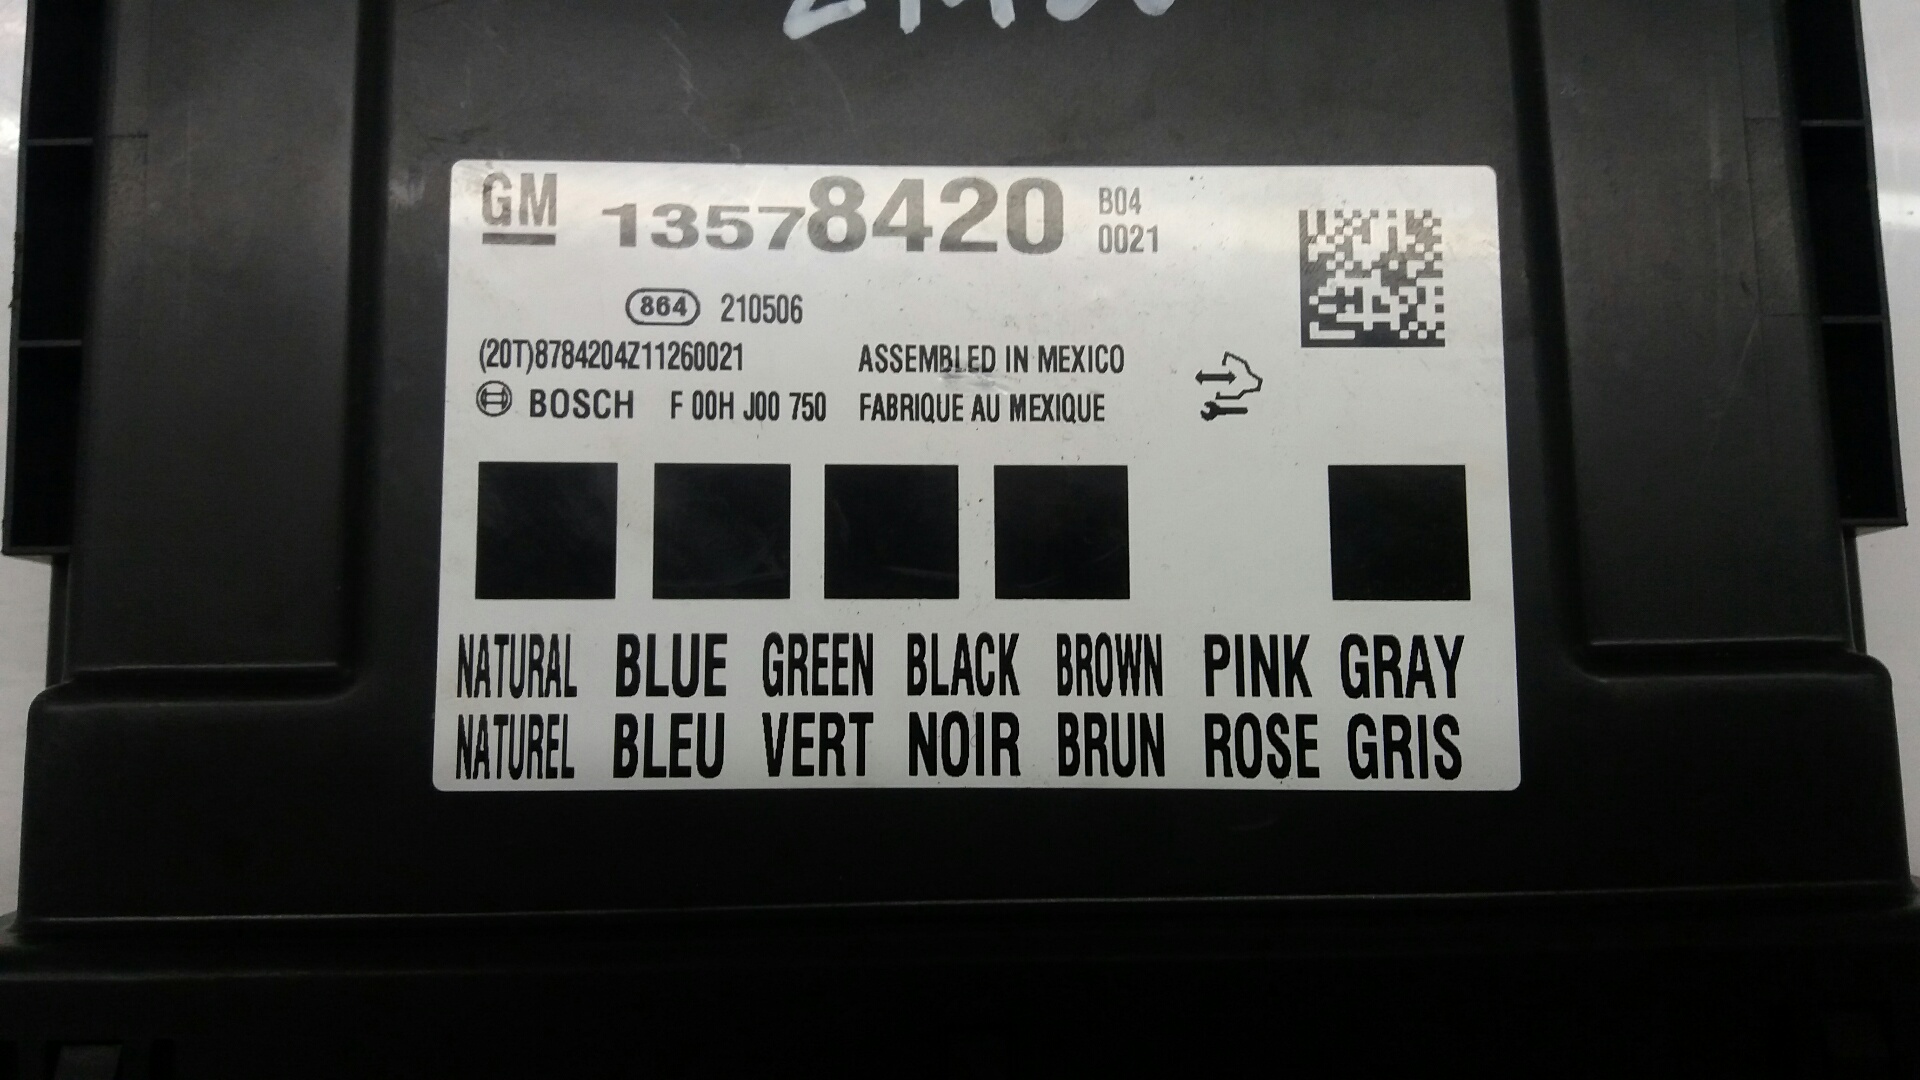 GM 13578420 B04
0021
864 210506
(20T)8784204Z11260021 ASSEMBLED IN MEXICO
BOSCH F 00H J00 750 FABRIQUE AU MEXIQUE
NATURAL BLUE GREEN BLACK BROWN PINK GRAY
NATUREL BLEU VERT NOIR BRUN ROSE GRIS